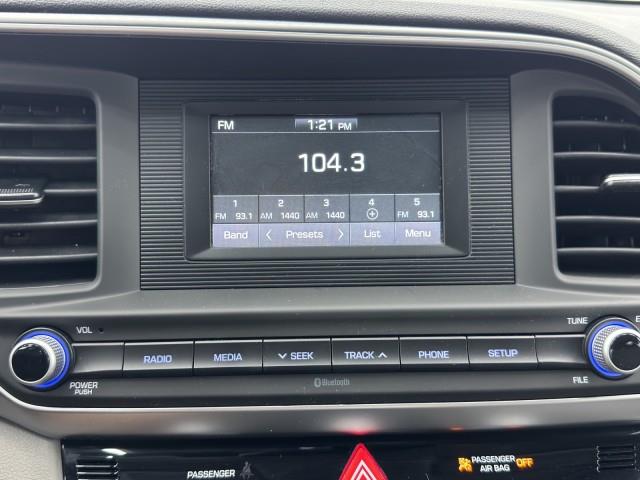 FM 1:21 PM
104.3
1 2 3 4 5
FM 93.1 AM 1440 AM 1440 FM 93.1
Band Presets List Menu
VOL TUNE
RADIO MEDIA SEEK TRACK PHONE SETUP
POWER PUSH FILE
Bluetooth
PASSENGER PASSENGER AIR BAG OFF